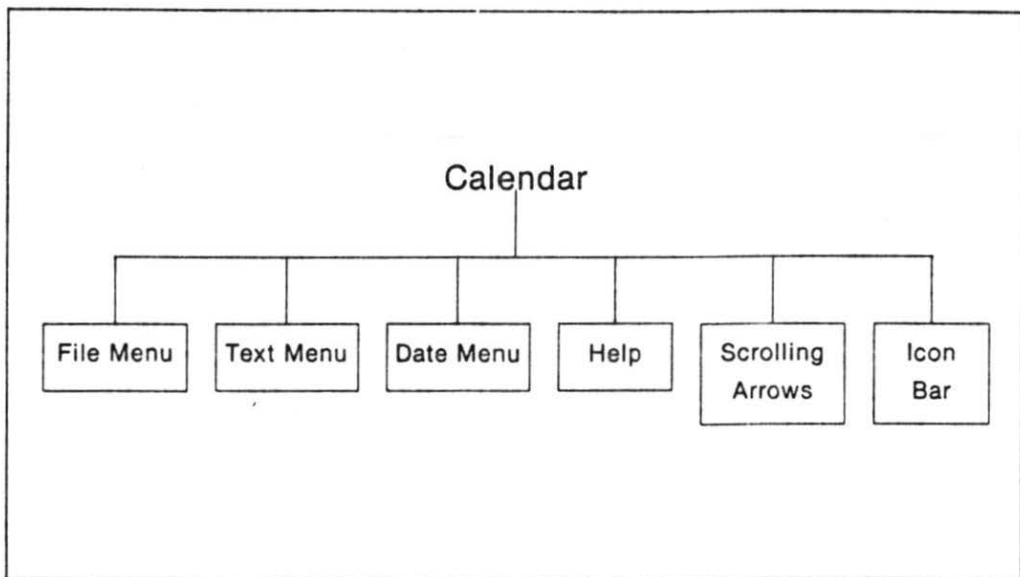 Calendar
File Menu
Text Menu
Date Menu
Help
Scrolling
Arrows
Icon
Bar